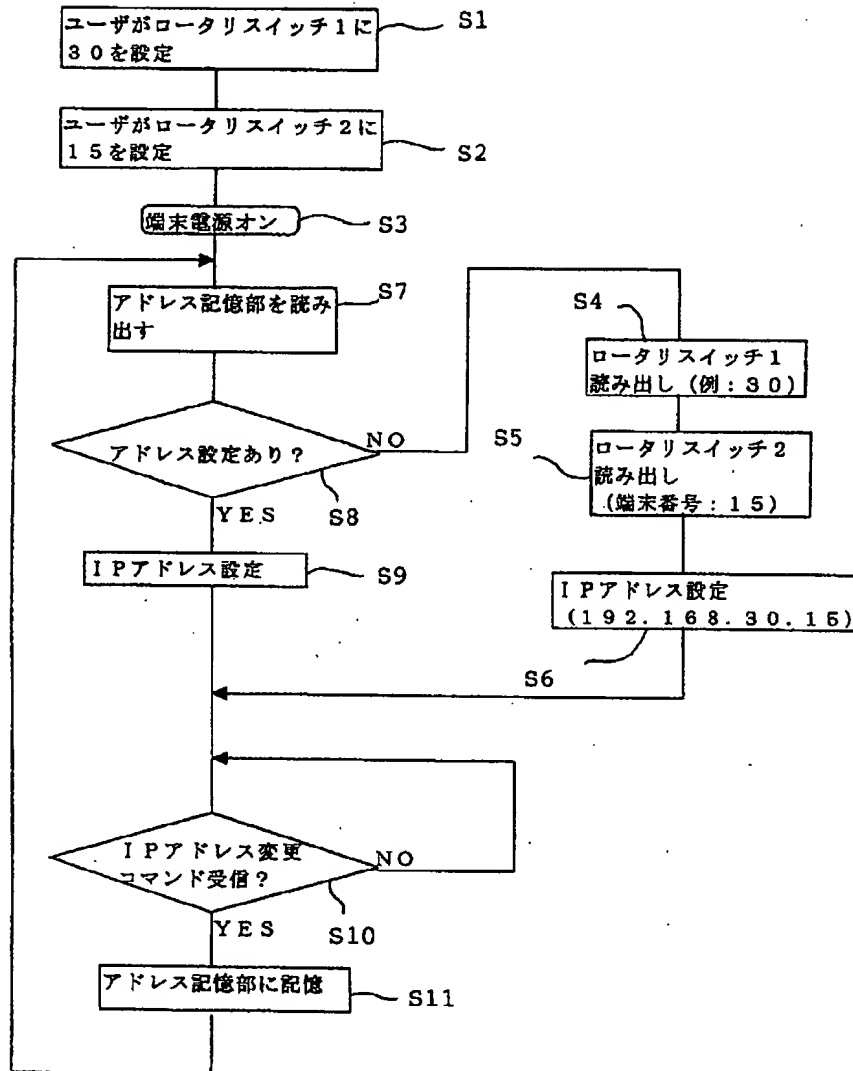 ユーザがロータリスイッチ1に
30を設定
S1
ユーザがロータリスイッチ2に
15を設定
S2
端末電源オン
S3
アドレス記憶部を読み
出す
S7
アドレス設定あり?
NO
S8
YES
IPアドレス設定
S9
S4
ロータリスイッチ1
読み出し(例:30)
S5
ロータリスイッチ2
読み出し
(端末番号:15)
IPアドレス設定
(192.168.30.15)
S6
IPアドレス変更
コマンド受信?
NO
S10
YES
アドレス記憶部に記憶
S11